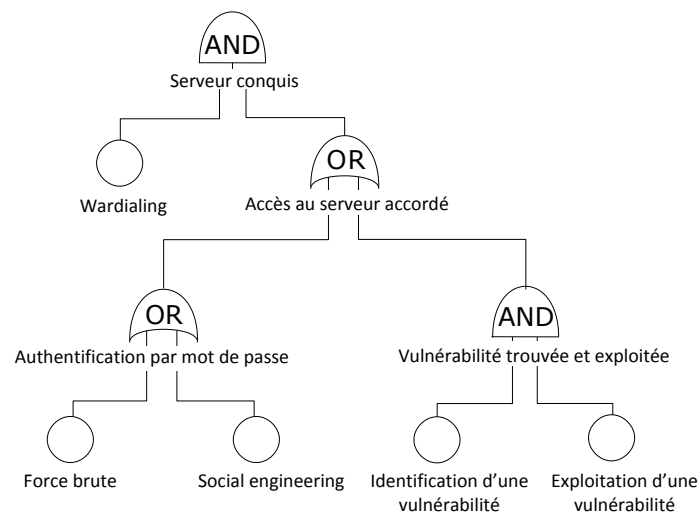 AND
Serveur conquis
OR
Wardialing
Accès au serveur accordé
OR
AND
Authentification par mot de passe
Vulnérabilité trouvée et exploitée
Force brute
Social engineering
Identification d'une
vulnérabilité
Exploitation d'une
vulnérabilité